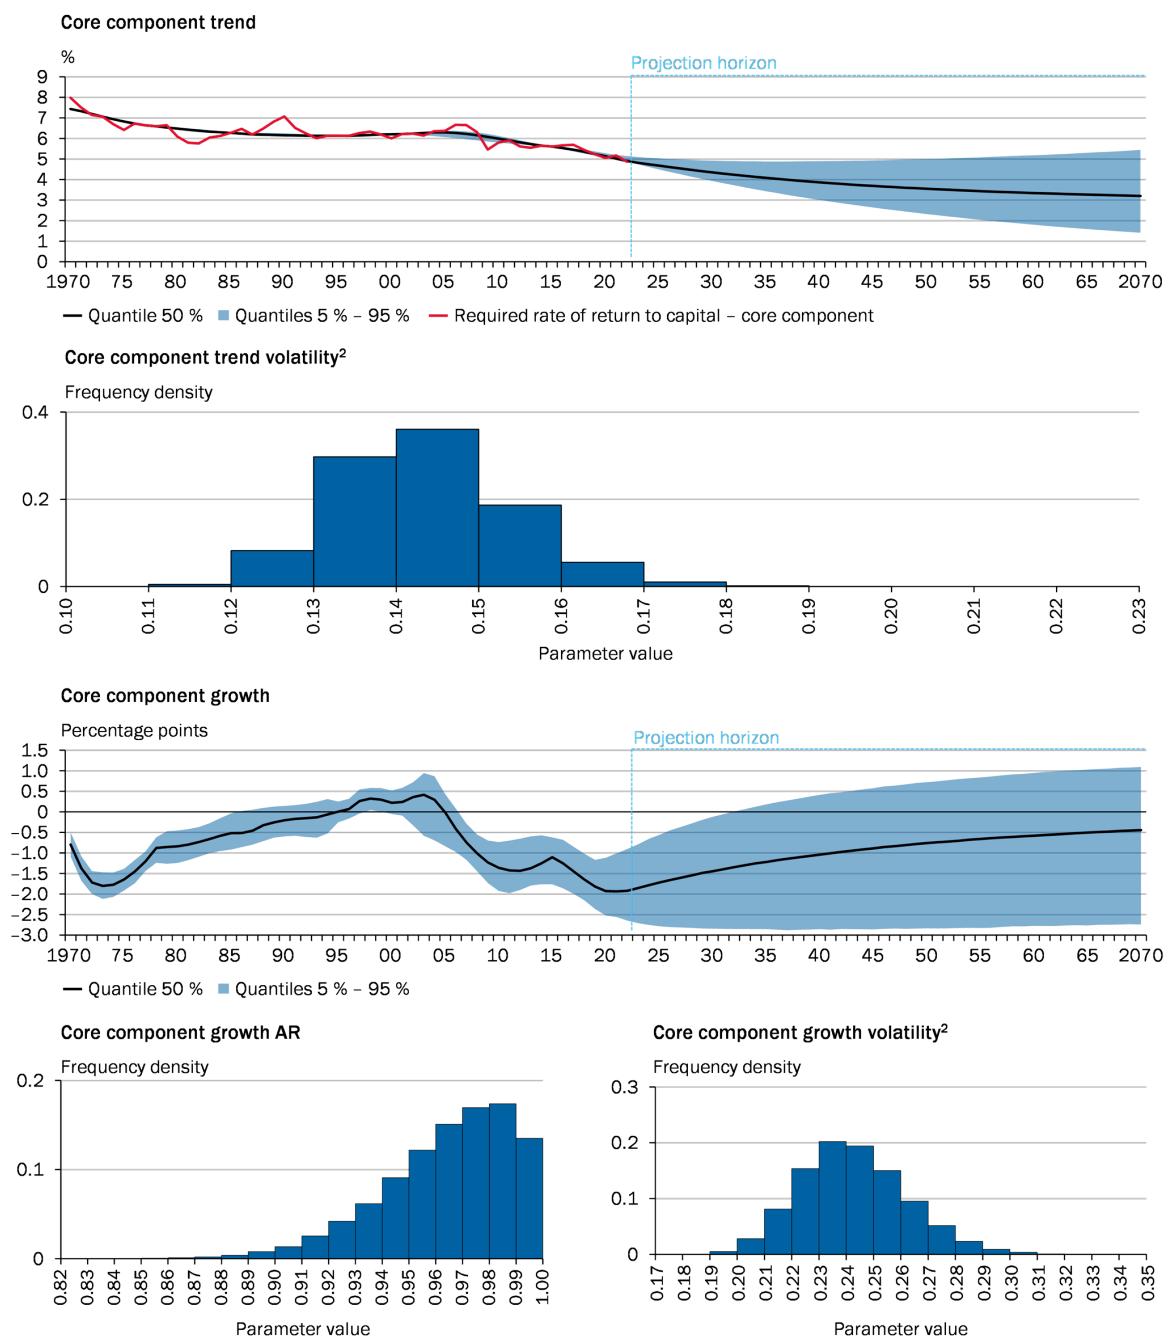 Core component trend
%
Projection horizon
9
8
7
6
5
4
3
2
1
0
1970 75 80 85 90 95 00 05 10 15 20 25 30 35 40 45 50 55 60 65 2070
Quantile 50 % Quantiles 5 % – 95 % Required rate of return to capital – core component
Core component trend volatility²
Frequency density
0.4
0.2
0
0.10 0.11 0.12 0.13 0.14 0.15 0.16 0.17 0.18 0.19 0.20 0.21 0.22 0.23
Parameter value
Core component growth
Percentage points
Projection horizon
1.5
1.0
0.5
0
−0.5
−1.0
−1.5
−2.0
−2.5
−3.0
1970 75 80 85 90 95 00 05 10 15 20 25 30 35 40 45 50 55 60 65 2070
Quantile 50 % Quantiles 5 % – 95 %
Core component growth AR
Frequency density
0.2
0.1
0
0.82 0.83 0.84 0.85 0.86 0.87 0.88 0.89 0.90 0.91 0.92 0.93 0.94 0.95 0.96 0.97 0.98 0.99 1.00
Parameter value
Core component growth volatility²
Frequency density
0.3
0.2
0.1
0
0.17 0.18 0.19 0.20 0.21 0.22 0.23 0.24 0.25 0.26 0.27 0.28 0.29 0.30 0.31 0.32 0.33 0.34 0.35
Parameter value